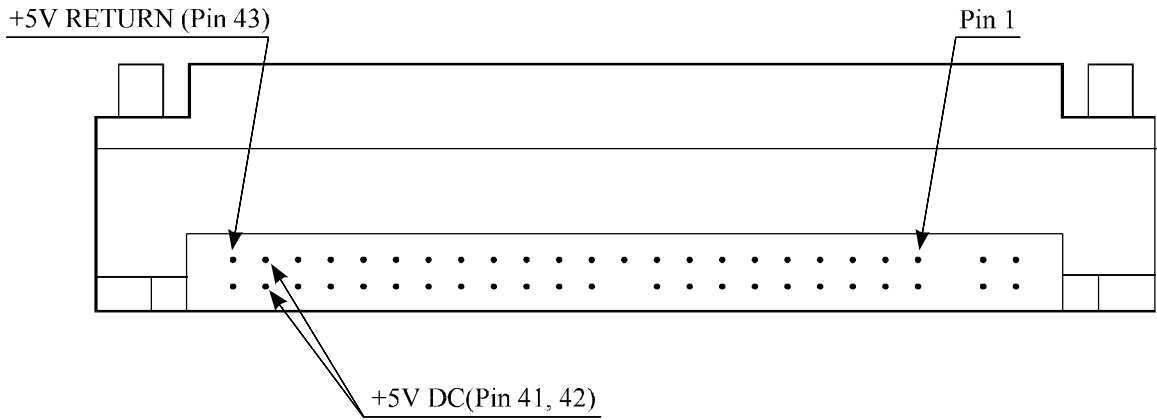 +5V RETURN (Pin 43)
Pin 1
+5V DC(Pin 41, 42)